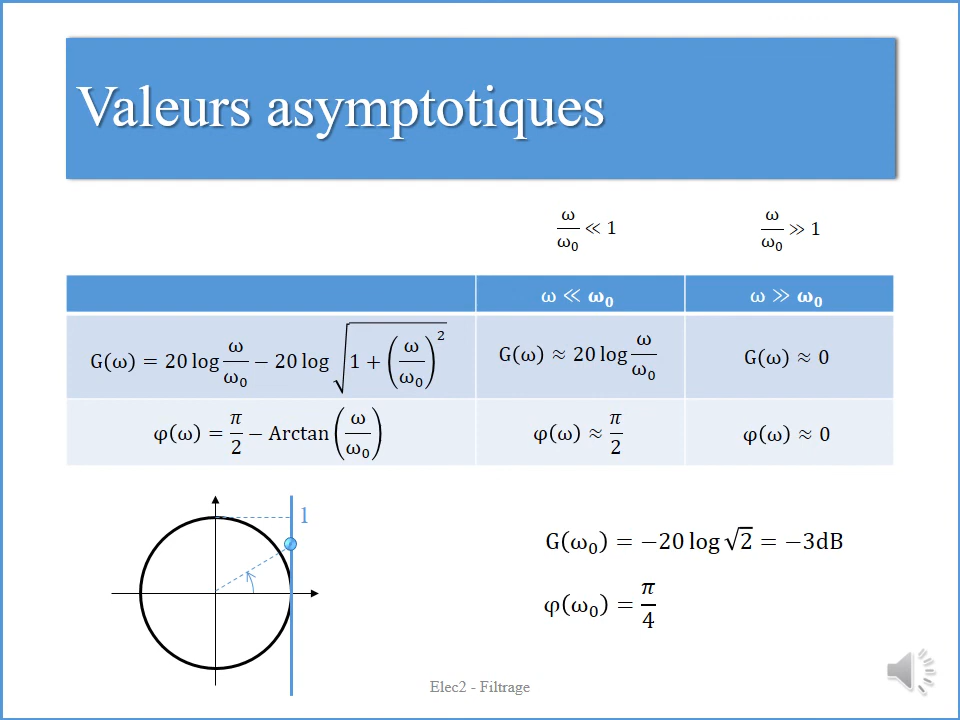 Valeurs asymptotiques
ω/ω₀ ≪ 1
ω/ω₀ ≫ 1
ω ≪ ω₀
ω ≫ ω₀
G(ω) = 20 log ω/ω₀ − 20 log √(1 + (ω/ω₀)²)
G(ω) ≈ 20 log ω/ω₀
G(ω) ≈ 0
φ(ω) = π/2 − Arctan(ω/ω₀)
φ(ω) ≈ π/2
φ(ω) ≈ 0
1
G(ω₀) = −20 log √2 = −3dB
φ(ω₀) = π/4
Elec2 - Filtrage